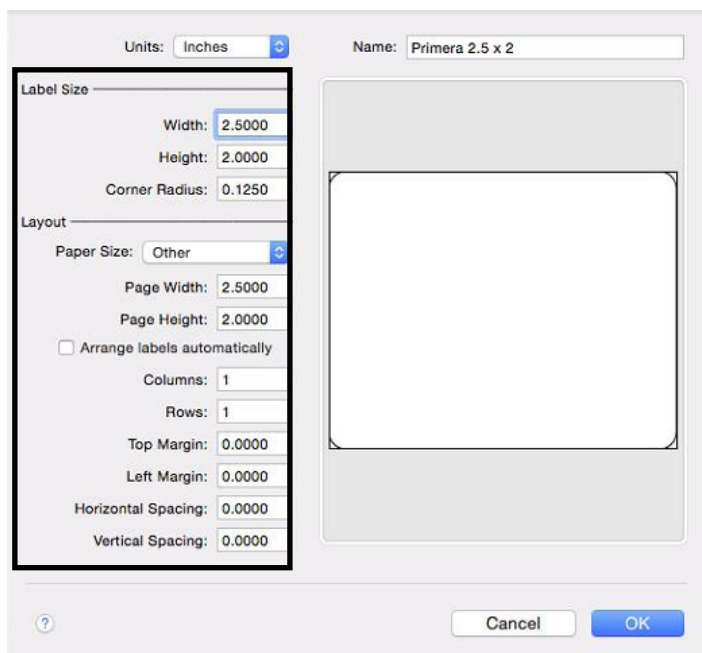 Units: Inches
Name: Primera 2.5 x 2
Label Size
Width: 2.5000
Height: 2.0000
Corner Radius: 0.1250
Layout
Paper Size: Other
Page Width: 2.5000
Page Height: 2.0000
Arrange labels automatically
Columns: 1
Rows: 1
Top Margin: 0.0000
Left Margin: 0.0000
Horizontal Spacing: 0.0000
Vertical Spacing: 0.0000
?
Cancel
OK